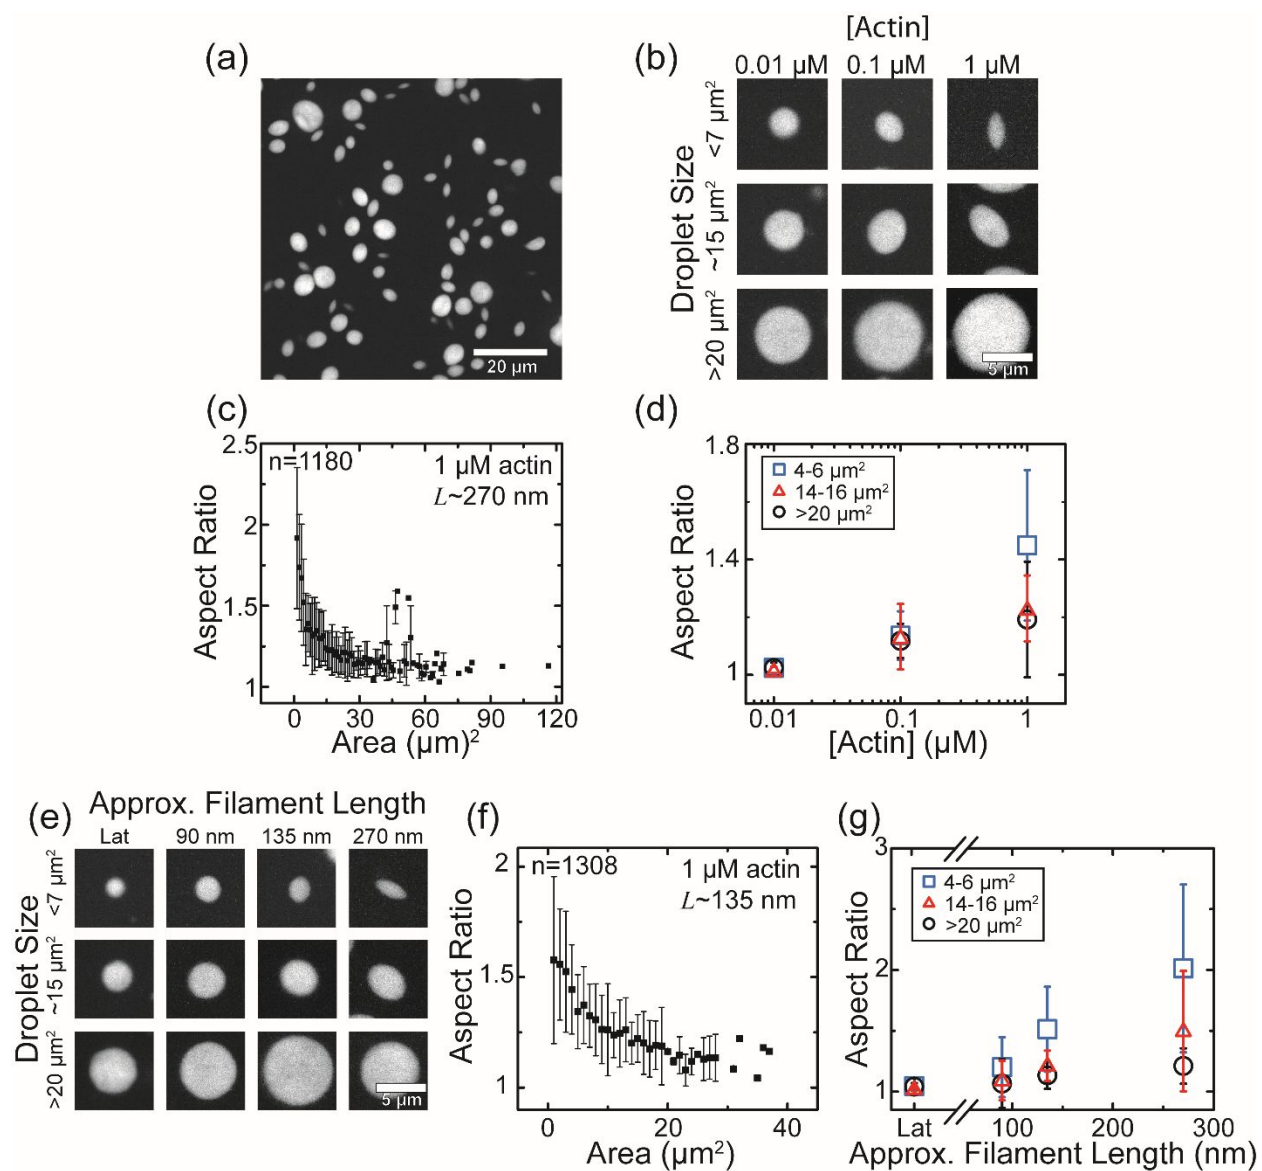 (a)
20 µm
(b)
[Actin]
0.01 µM 0.1 µM 1 µM
Droplet Size
<7 µm²
~15 µm²
>20 µm²
5 µm
(c)
2.5
2
1.5
1
Aspect Ratio
n=1180
1 µM actin
L~270 nm
0 30 60 90 120
Area (µm)²
(d)
1.8
1.4
1
Aspect Ratio
4-6 µm²
14-16 µm²
>20 µm²
0.01 0.1 1
[Actin] (µM)
(e)
Approx. Filament Length
Lat 90 nm 135 nm 270 nm
Droplet Size
<7 µm²
~15 µm²
>20 µm²
5 µm
(f)
2
1.5
1
Aspect Ratio
n=1308
1 µM actin
L~135 nm
0 20 40
Area (µm²)
(g)
3
2
1
Aspect Ratio
4-6 µm²
14-16 µm²
>20 µm²
Lat 100 200 300
Approx. Filament Length (nm)